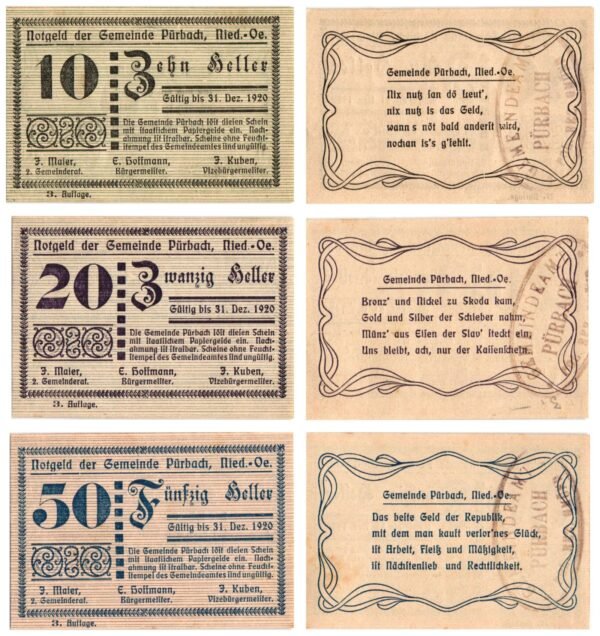 Notgeld der Gemeinde Pürbach, Nied.-Oe.
10 Zehn Heller
Gültig bis 31. Dez. 1920
Die Gemeinde Pürbach löſt dieſen Schein
mit ſtaatlichem Papiergelde ein. Nach-
ahmung iſt ſtrafbar. Scheine ohne Feucht-
ſtempel des Gemeindeamtes ſind ungültig.
J. Maier, E. Hoffmann, J. Kuben,
2. Gemeinderat. Bürgermeiſter. Vizebürgermeiſter.
3. Auflage.
Gemeinde Pürbach, Nied.-Oe.
Nix nutz ſan dö Leut',
nix nutz is das Geld,
wann s nöt bald anderſt wird,
nochan is's g'fehlt.
PÜRBACH
Notgeld der Gemeinde Pürbach, Nied.-Oe.
20 Zwanzig Heller
Gültig bis 31. Dez. 1920
Die Gemeinde Pürbach löſt dieſen Schein
mit ſtaatlichem Papiergelde ein. Nach-
ahmung iſt ſtrafbar. Scheine ohne Feucht-
ſtempel des Gemeindeamtes ſind ungültig.
J. Maier, E. Hoffmann, J. Kuben,
2. Gemeinderat. Bürgermeiſter. Vizebürgermeiſter.
3. Auflage.
Gemeinde Pürbach, Nied.-Oe.
Bronz' und Nickel zu Skoda kam,
Gold und Silber der Schieber nahm,
Münz' aus Eiſen der Slav' ſteckt ein,
Uns bleibt, ach, nur der Kaſſenſchein.
PÜRBACH
Notgeld der Gemeinde Pürbach, Nied.-Oe.
50 Fünfzig Heller
Gültig bis 31. Dez. 1920
Die Gemeinde Pürbach löſt dieſen Schein
mit ſtaatlichem Papiergelde ein. Nach-
ahmung iſt ſtrafbar. Scheine ohne Feucht-
ſtempel des Gemeindeamtes ſind ungültig.
J. Maier, E. Hoffmann, J. Kuben,
2. Gemeinderat. Bürgermeiſter. Vizebürgermeiſter.
3. Auflage.
Gemeinde Pürbach, Nied.-Oe.
Das beſte Geld der Republik,
mit dem man kauft verlor'nes Glück,
iſt Arbeit, Fleiß und Mäßigkeit,
iſt Nächſtenlieb und Rechtlichkeit.
PÜRBACH